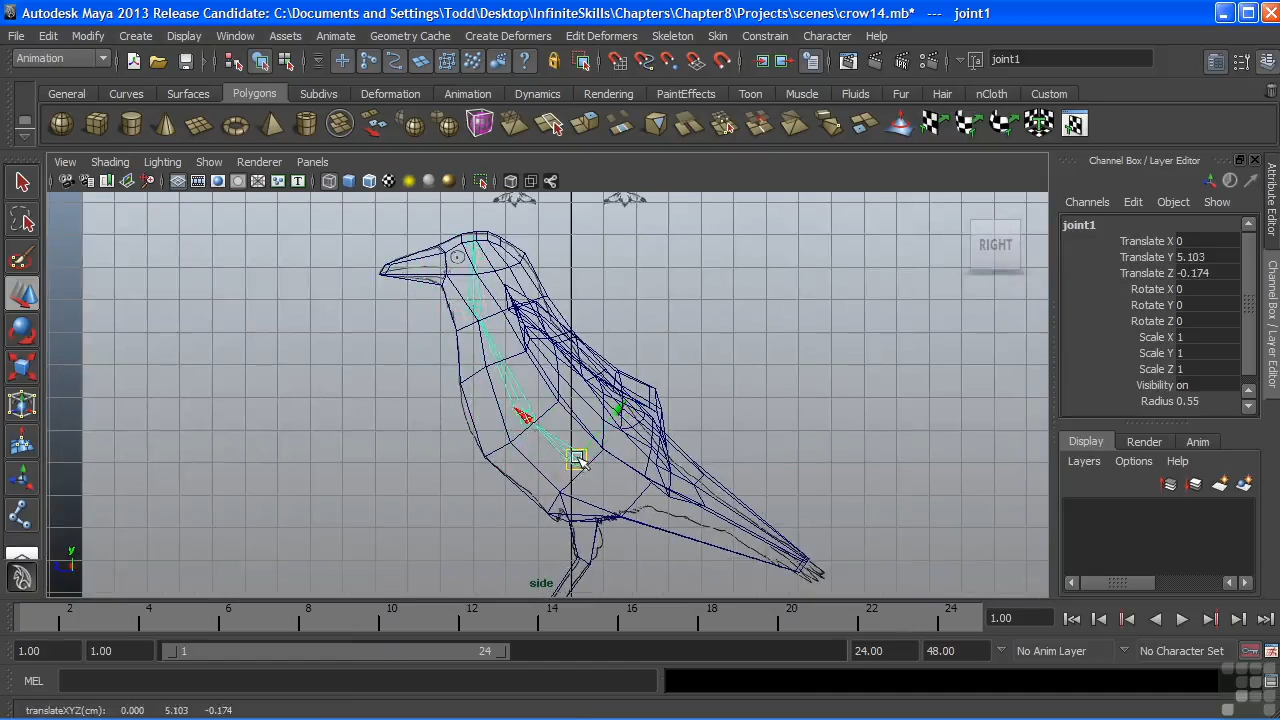 Autodesk Maya 2013 Release Candidate: C:\Documents and Settings\Todd\Desktop\InfiniteSkills\Chapters\Chapter8\Projects\scenes\crow14.mb* --- joint1
File Edit Modify Create Display Window Assets Animate Geometry Cache Create Deformers Edit Deformers Skeleton Skin Constrain Character Help
Animation joint1
General Curves Surfaces Polygons Subdivs Deformation Animation Dynamics Rendering PaintEffects Toon Muscle Fluids Fur Hair nCloth Custom
View Shading Lighting Show Renderer Panels
Channel Box / Layer Editor
Channels Edit Object Show
joint1
Translate X 0
Translate Y 5.103
Translate Z -0.174
Rotate X 0
Rotate Y 0
Rotate Z 0
Scale X 1
Scale Y 1
Scale Z 1
Visibility on
Radius 0.55
Attribute Editor
Channel Box / Layer Editor
RIGHT
y
side
Display Render Anim
Layers Options Help
2 4 6 8 10 12 14 16 18 20 22 24
1.00
1.00 1.00 1 24 24.00 48.00 No Anim Layer No Character Set
MEL
translateXYZ(cm): 0.000 5.103 -0.174